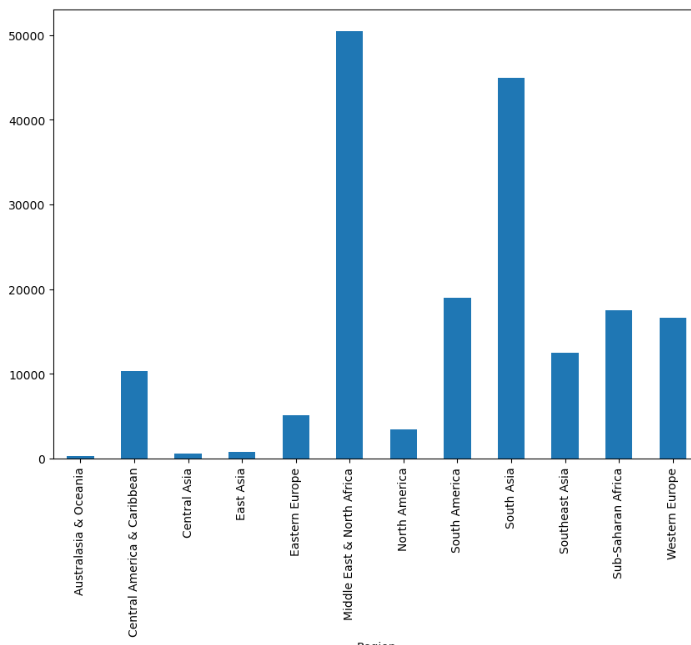 50000
40000
30000
20000
10000
0
Australasia & Oceania
Central America & Caribbean
Central Asia
East Asia
Eastern Europe
Middle East & North Africa
North America
South America
South Asia
Southeast Asia
Sub-Saharan Africa
Western Europe
Region